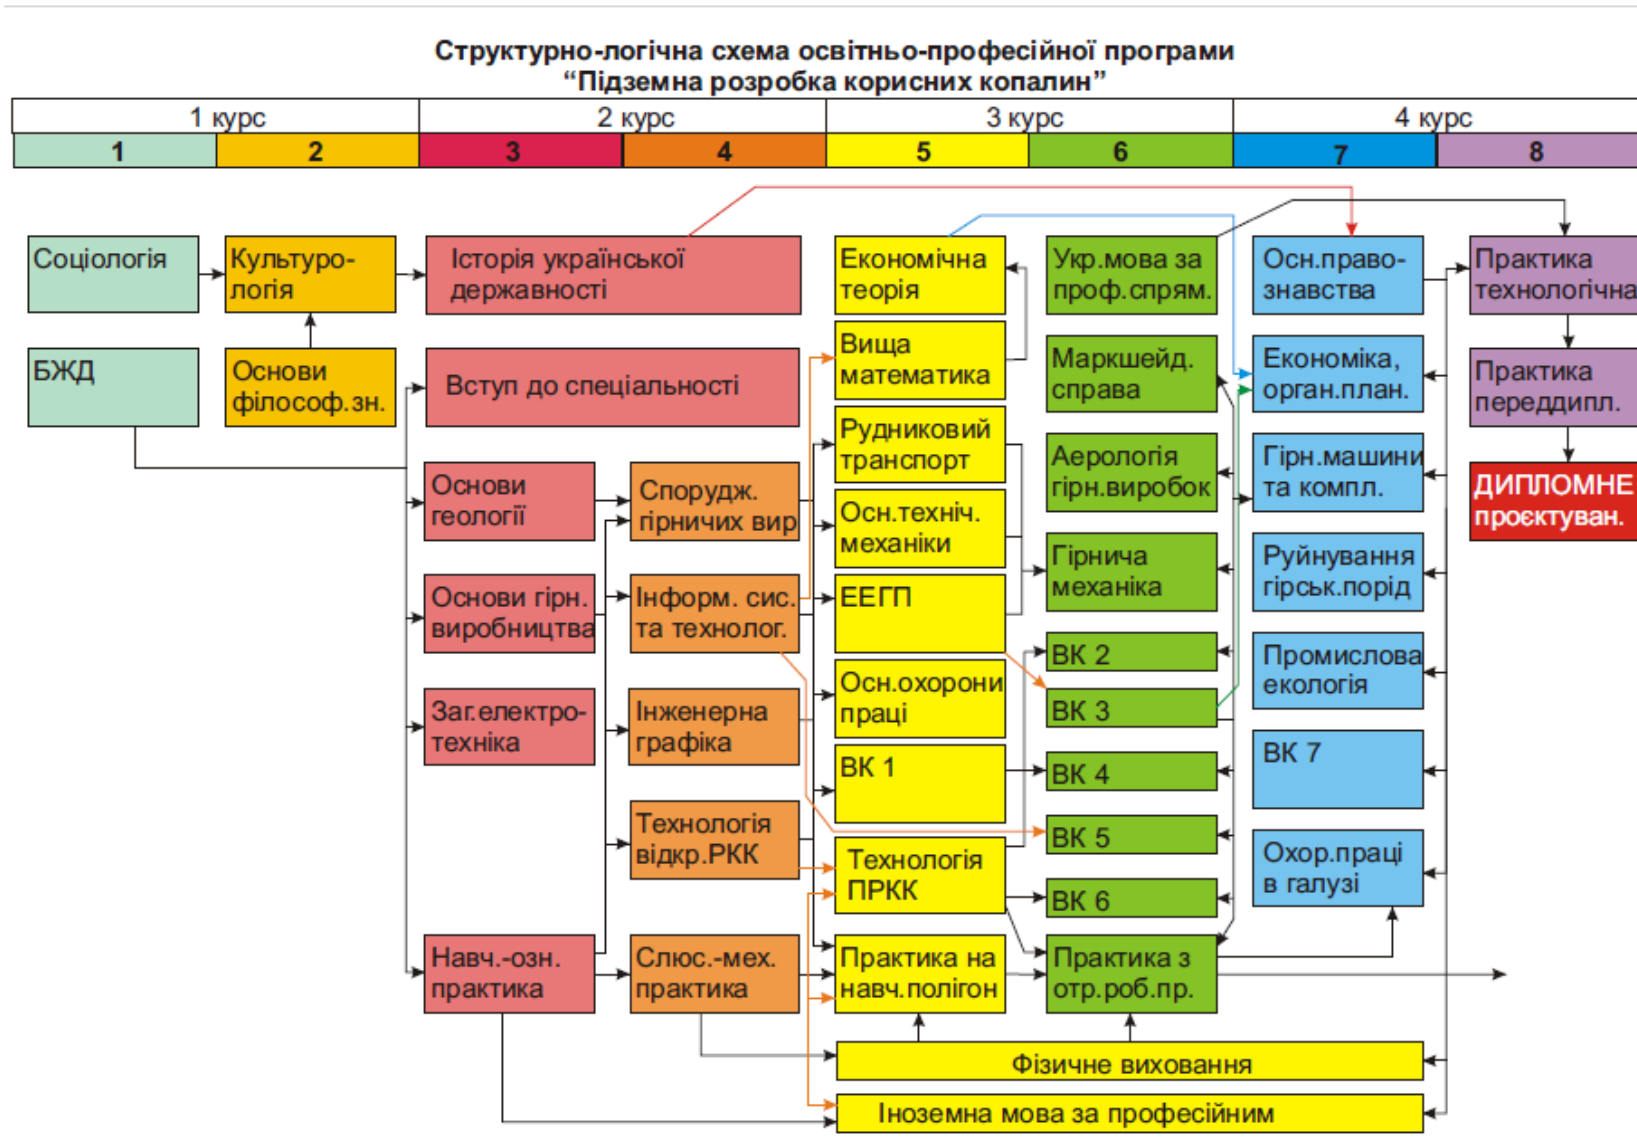 Структурно-логічна схема освітньо-професійної програми
“Підземна розробка корисних копалин”
1 курс
2 курс
3 курс
4 курс
1
2
3
4
5
6
7
8
Соціологія
БЖД
Культуро-
логія
Основи
філософ.зн.
Історія української
державності
Вступ до спеціальності
Основи
геології
Основи гірн.
виробництва
Заг.електро-
техніка
Навч.-озн.
практика
Спорудж.
гірничих вир
Інформ. сис.
та технолог.
Інженерна
графіка
Технологія
відкр.РКК
Слюс.-мех.
практика
Економічна
теорія
Вища
математика
Рудниковий
транспорт
Осн.техніч.
механіки
ЕЕГП
Осн.охорони
праці
ВК 1
Технологія
ПРКК
Практика на
навч.полігон
Укр.мова за
проф.спрям.
Маркшейд.
справа
Аерологія
гірн.виробок
Гірнича
механіка
ВК 2
ВК 3
ВК 4
ВК 5
ВК 6
Практика з
отр.роб.пр.
Осн.право-
знавства
Економіка,
орган.план.
Гірн.машини
та компл.
Руйнування
гірськ.порід
Промислова
екологія
ВК 7
Охор.праці
в галузі
Практика
технологічна
Практика
переддипл.
ДИПЛОМНЕ
проєктуван.
Фізичне виховання
Іноземна мова за професійним